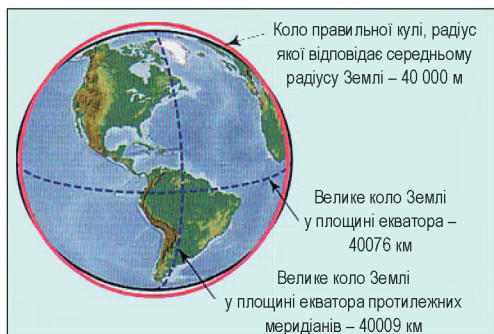 Коло правильної кулі, радіус
якої відповідає середньому
радіусу Землі – 40 000 м
Велике коло Землі
у площині екватора –
40076 км
Велике коло Землі
у площині екватора протилежних
меридіанів – 40009 км